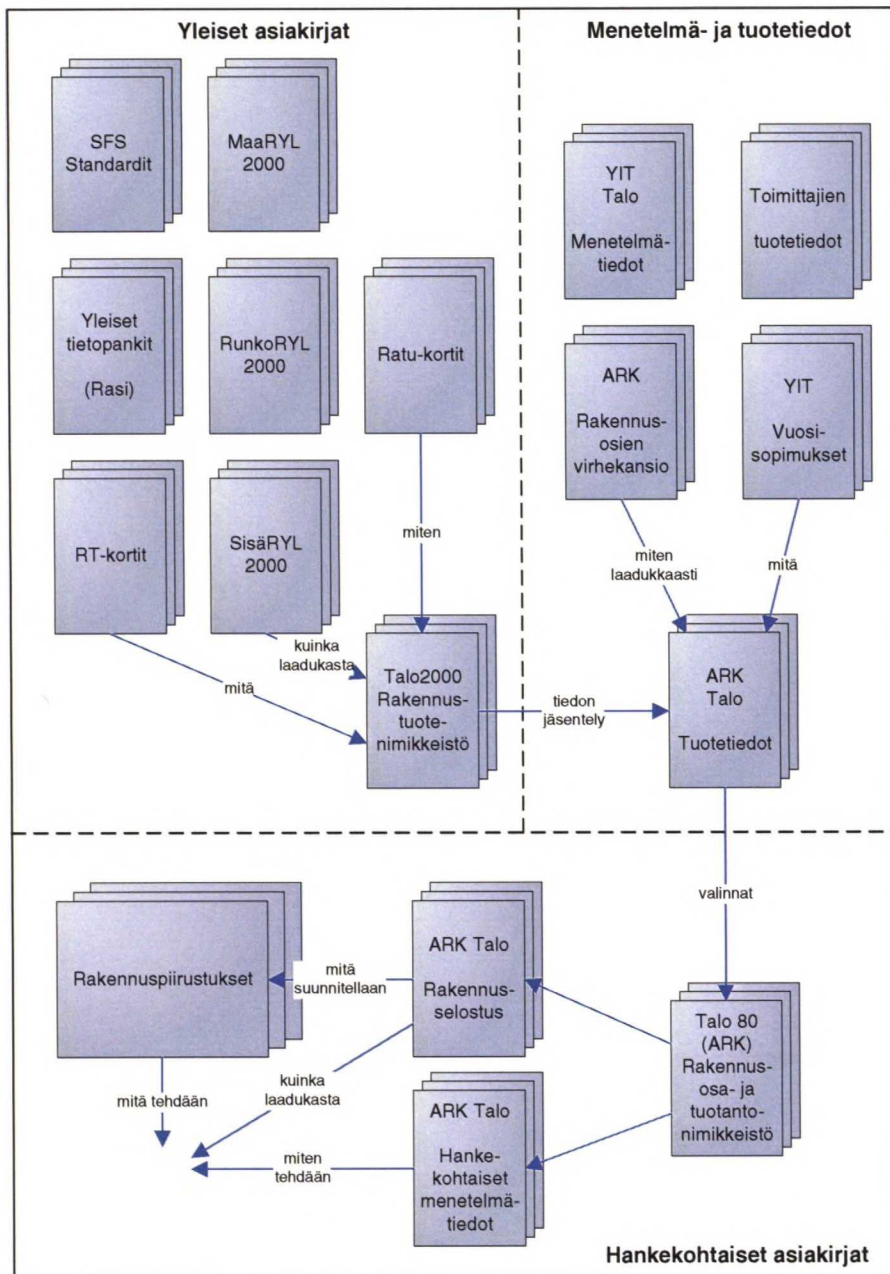 Yleiset asiakirjat
Menetelmä- ja tuotetiedot
SFS
Standardit
MaaRYL
2000
YIT
Talo
Menetelmä-
tiedot
Toimittajien
tuotetiedot
Yleiset
tietopankit
(Rasi)
RunkoRYL
2000
Ratu-kortit
ARK
Rakennus-
osien
virhekansio
YIT
Vuosi-
sopimukset
RT-kortit
SisäRYL
2000
miten
miten
laadukkaasti
mitä
kuinka
laadukasta
mitä
Talo2000
Rakennus-
tuote-
nimikkeistö
tiedon
jäsentely
ARK
Talo
Tuotetiedot
valinnat
Rakennuspiirustukset
mitä
suunnitellaan
ARK Talo
Rakennus-
selostus
Talo 80
(ARK)
Rakennus-
osa- ja
tuotanto-
nimikkeistö
mitä tehdään
kuinka
laadukasta
miten
tehdään
ARK Talo
Hanke-
kohtaiset
menetelmä-
tiedot
Hankekohtaiset asiakirjat